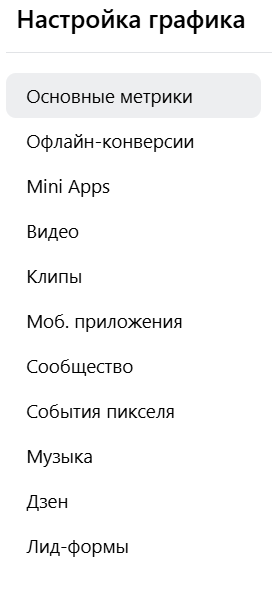 Настройка графика
Основные метрики
Офлайн-конверсии
Mini Apps
Видео
Клипы
Моб. приложения
Сообщество
События пикселя
Музыка
Дзен
Лид-формы